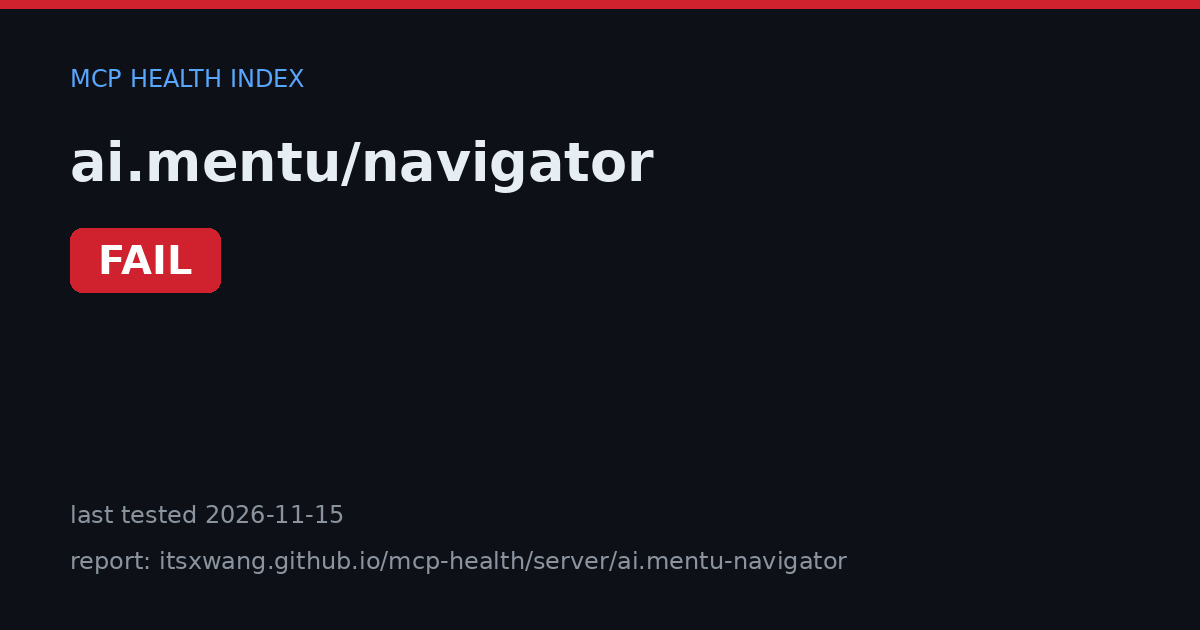 MCP HEALTH INDEX
ai.mentu/navigator
FAIL
last tested 2026-11-15
report: itsxwang.github.io/mcp-health/server/ai.mentu-navigator